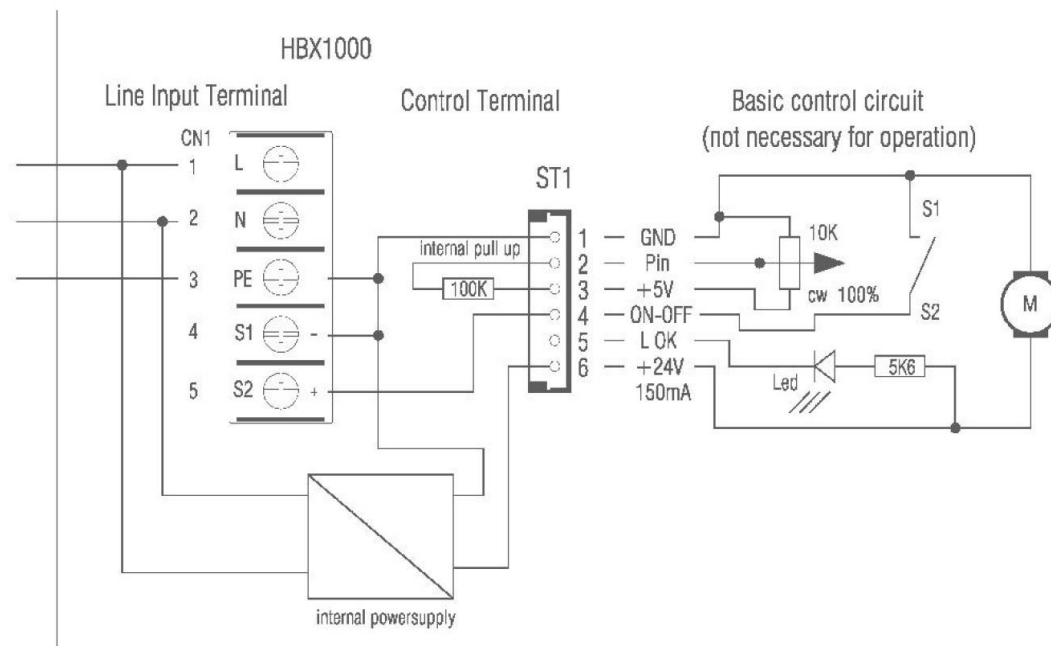 HBX1000
Line Input Terminal
Control Terminal
Basic control circuit
(not necessary for operation)
CN1
1 L
2 N
3 PE
4 S1 -
5 S2 +
internal pull up
100K
ST1
1 GND
2 Pin
3 +5V
4 ON-OFF
5 L OK
6 +24V
150mA
10K
cw 100%
S1
S2
M
Led
5K6
internal powersupply